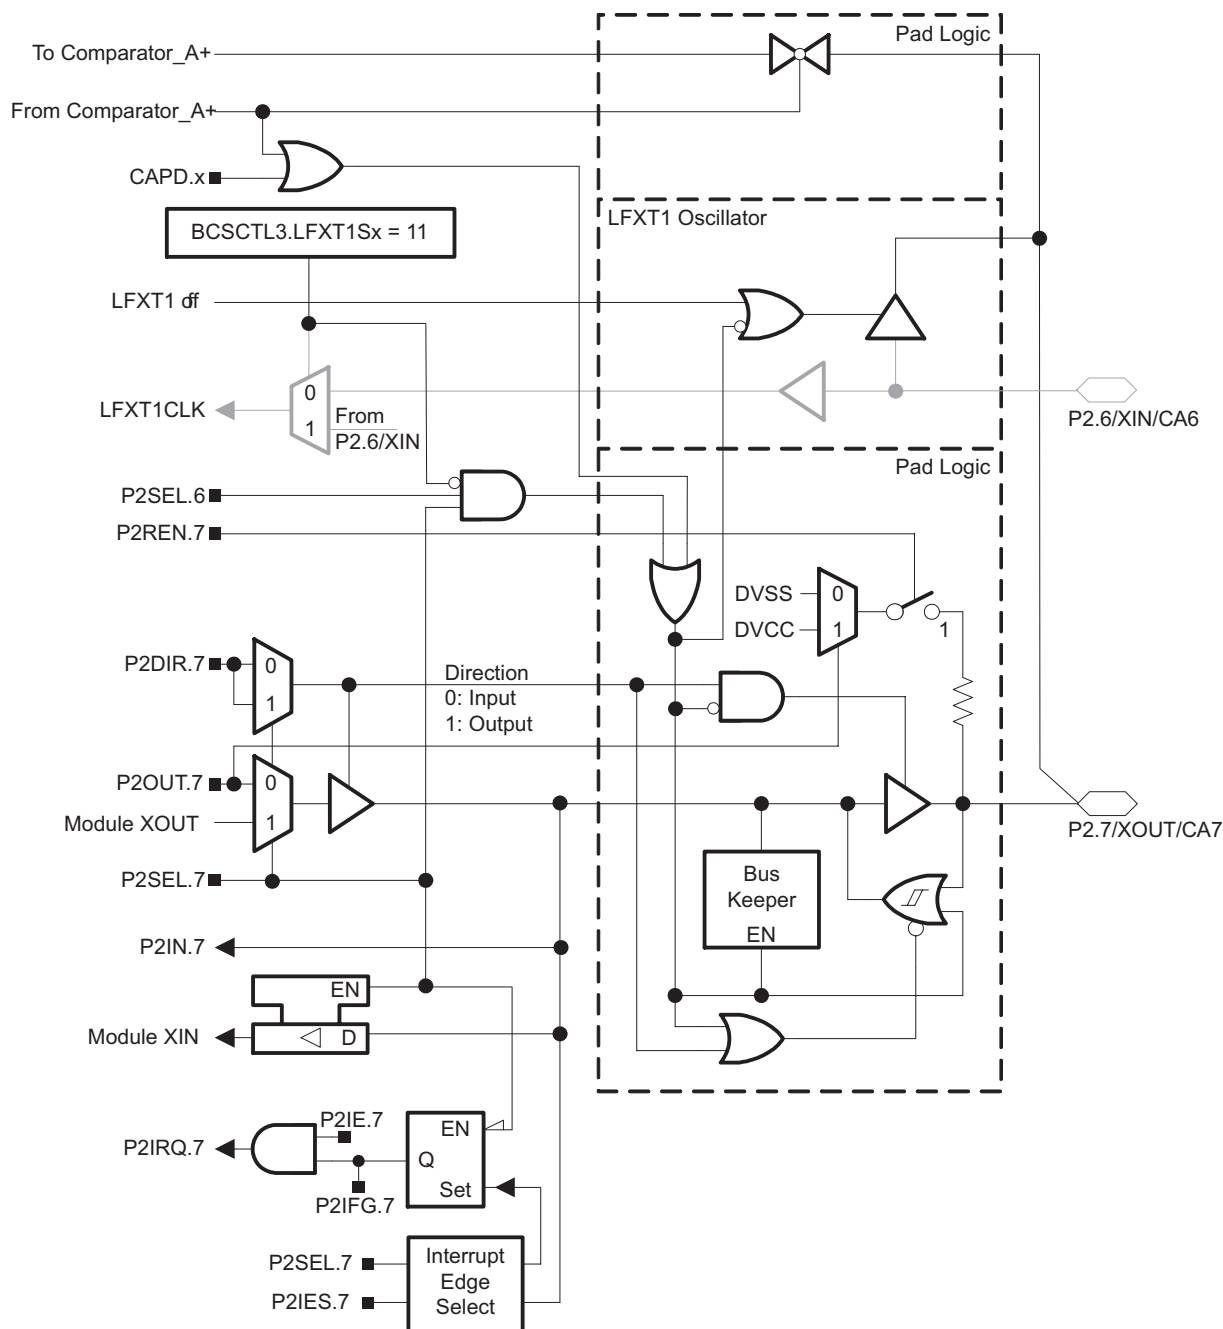 Pad Logic
To Comparator_A+
From Comparator_A+
CAPD.x
LFXT1 Oscillator
BCSCTL3.LFXT1Sx = 11
LFXT1 off
0
LFXT1CLK
From
1
P2.6/XIN
P2.6/XIN/CA6
Pad Logic
P2SEL.6
P2REN.7
DVSS
0
DVCC
1
1
P2DIR.7
0
1
Direction
0: Input
1: Output
P2OUT.7
0
Module XOUT
1
P2.7/XOUT/CA7
P2SEL.7
Bus
Keeper
EN
P2IN.7
EN
Module XIN
D
P2IE.7
P2IRQ.7
EN
Q
Set
P2IFG.7
P2SEL.7
P2IES.7
Interrupt
Edge
Select